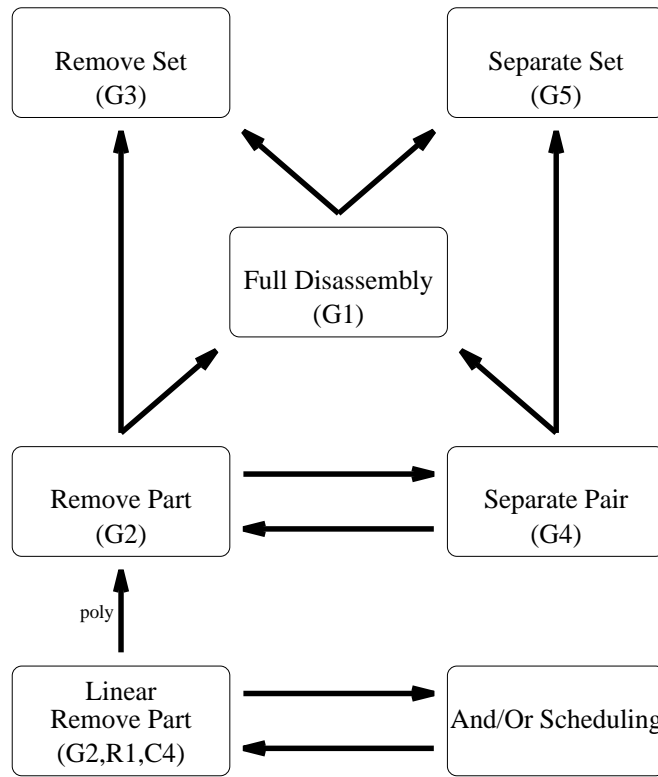 Remove Set
(G3)
Separate Set
(G5)
Full Disassembly
(G1)
Remove Part
(G2)
Separate Pair
(G4)
poly
Linear
Remove Part
(G2,R1,C4)
And/Or Scheduling